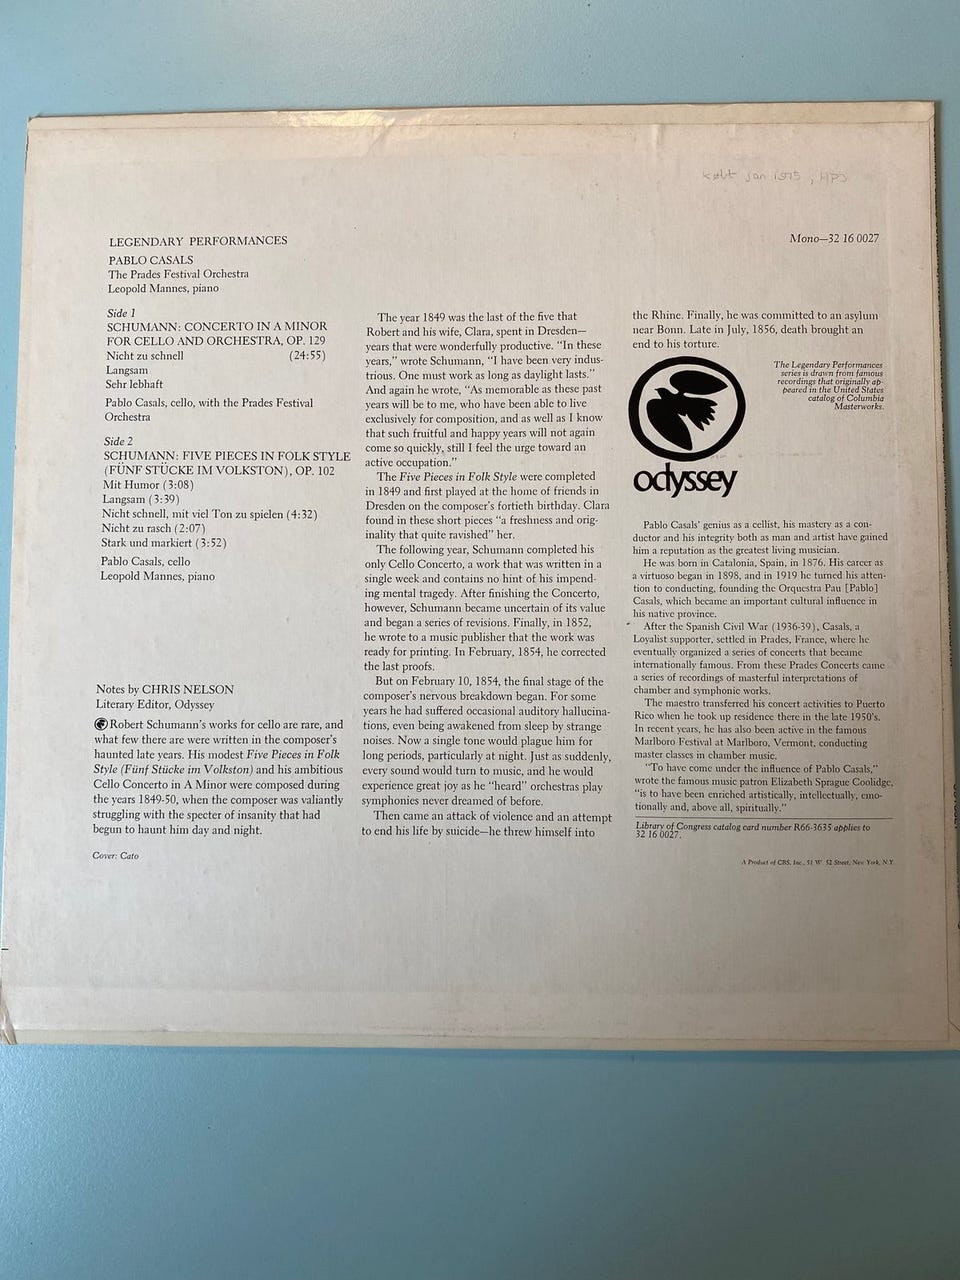 købt jan 1975, HPJ
LEGENDARY PERFORMANCES
Mono—32 16 0027
PABLO CASALS
The Prades Festival Orchestra
Leopold Mannes, piano
Side 1
SCHUMANN: CONCERTO IN A MINOR
FOR CELLO AND ORCHESTRA, OP. 129
Nicht zu schnell (24:55)
Langsam
Sehr lebhaft
Pablo Casals, cello, with the Prades Festival
Orchestra
Side 2
SCHUMANN: FIVE PIECES IN FOLK STYLE
(FÜNF STÜCKE IM VOLKSTON), OP. 102
Mit Humor (3:08)
Langsam (3:39)
Nicht schnell, mit viel Ton zu spielen (4:32)
Nicht zu rasch (2:07)
Stark und markiert (3:52)
Pablo Casals, cello
Leopold Mannes, piano
Notes by CHRIS NELSON
Literary Editor, Odyssey
Robert Schumann's works for cello are rare, and
what few there are were written in the composer's
haunted late years. His modest Five Pieces in Folk
Style (Fünf Stücke im Volkston) and his ambitious
Cello Concerto in A Minor were composed during
the years 1849-50, when the composer was valiantly
struggling with the specter of insanity that had
begun to haunt him day and night.
Cover: Cato
The year 1849 was the last of the five that
Robert and his wife, Clara, spent in Dresden—
years that were wonderfully productive. "In these
years," wrote Schumann, "I have been very indus-
trious. One must work as long as daylight lasts."
And again he wrote, "As memorable as these past
years will be to me, who have been able to live
exclusively for composition, and as well as I know
that such fruitful and happy years will not again
come so quickly, still I feel the urge toward an
active occupation."
The Five Pieces in Folk Style were completed
in 1849 and first played at the home of friends in
Dresden on the composer's fortieth birthday. Clara
found in these short pieces "a freshness and orig-
inality that quite ravished" her.
The following year, Schumann completed his
only Cello Concerto, a work that was written in a
single week and contains no hint of his impend-
ing mental tragedy. After finishing the Concerto,
however, Schumann became uncertain of its value
and began a series of revisions. Finally, in 1852,
he wrote to a music publisher that the work was
ready for printing. In February, 1854, he corrected
the last proofs.
But on February 10, 1854, the final stage of the
composer's nervous breakdown began. For some
years he had suffered occasional auditory hallucina-
tions, even being awakened from sleep by strange
noises. Now a single tone would plague him for
long periods, particularly at night. Just as suddenly,
every sound would turn to music, and he would
experience great joy as he "heard" orchestras play
symphonies never dreamed of before.
Then came an attack of violence and an attempt
to end his life by suicide—he threw himself into
the Rhine. Finally, he was committed to an asylum
near Bonn. Late in July, 1856, death brought an
end to his torture.
The Legendary Performances
series is drawn from famous
recordings that originally ap-
peared in the United States
catalog of Columbia
Masterworks.
odyssey
Pablo Casals' genius as a cellist, his mastery as a con-
ductor and his integrity both as man and artist have gained
him a reputation as the greatest living musician.
He was born in Catalonia, Spain, in 1876. His career as
a virtuoso began in 1898, and in 1919 he turned his atten-
tion to conducting, founding the Orquestra Pau [Pablo]
Casals, which became an important cultural influence in
his native province.
After the Spanish Civil War (1936-39), Casals, a
Loyalist supporter, settled in Prades, France, where he
eventually organized a series of concerts that became
internationally famous. From these Prades Concerts came
a series of recordings of masterful interpretations of
chamber and symphonic works.
The maestro transferred his concert activities to Puerto
Rico when he took up residence there in the late 1950's.
In recent years, he has also been active in the famous
Marlboro Festival at Marlboro, Vermont, conducting
master classes in chamber music.
"To have come under the influence of Pablo Casals,"
wrote the famous music patron Elizabeth Sprague Coolidge,
"is to have been enriched artistically, intellectually, emo-
tionally and, above all, spiritually."
Library of Congress catalog card number R66-3635 applies to
32 16 0027.
A Product of CBS, Inc., 51 W. 52 Street, New York, N.Y.